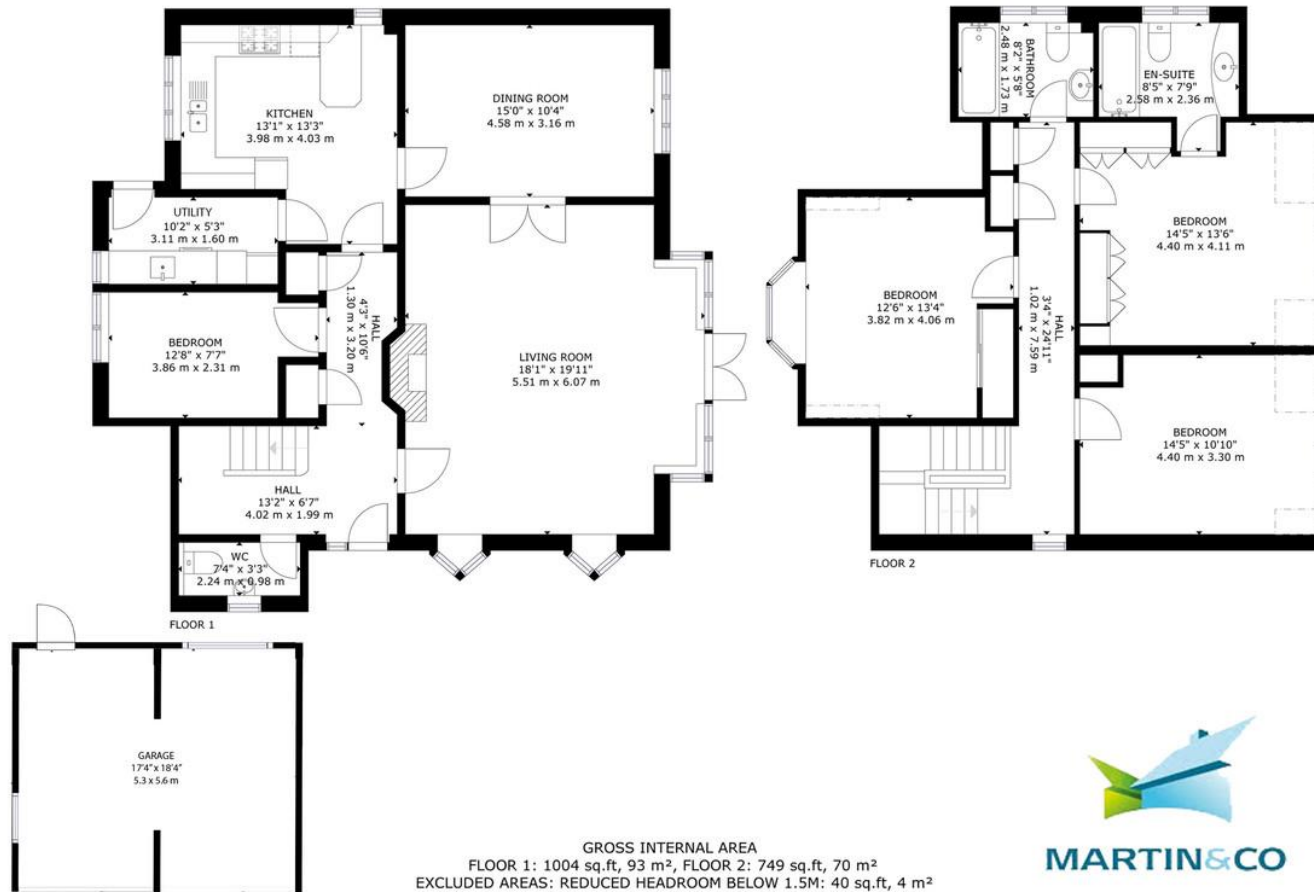 KITCHEN
13'1" x 13'3"
3.98 m x 4.03 m
DINING ROOM
15'0" x 10'4"
4.58 m x 3.16 m
UTILITY
10'2" x 5'3"
3.11 m x 1.60 m
BEDROOM
12'8" x 7'7"
3.86 m x 2.31 m
HALL
4'3" x 10'6"
1.30 m x 3.20 m
LIVING ROOM
18'1" x 19'11"
5.51 m x 6.07 m
HALL
13'2" x 6'7"
4.02 m x 1.99 m
WC
7'4" x 3'3"
2.24 m x 0.98 m
FLOOR 1
BATHROOM
8'2" x 5'8"
2.48 m x 1.73 m
EN-SUITE
8'5" x 7'9"
2.58 m x 2.36 m
BEDROOM
14'5" x 13'6"
4.40 m x 4.11 m
BEDROOM
12'6" x 13'4"
3.82 m x 4.06 m
HALL
3'4" x 24'11"
1.02 m x 7.59 m
BEDROOM
14'5" x 10'10"
4.40 m x 3.30 m
FLOOR 2
GARAGE
17'4" x 18'4"
5.3 x 5.6 m
GROSS INTERNAL AREA
FLOOR 1: 1004 sq.ft, 93 m², FLOOR 2: 749 sq.ft, 70 m²
EXCLUDED AREAS: REDUCED HEADROOM BELOW 1.5M: 40 sq.ft, 4 m²
MARTIN&CO